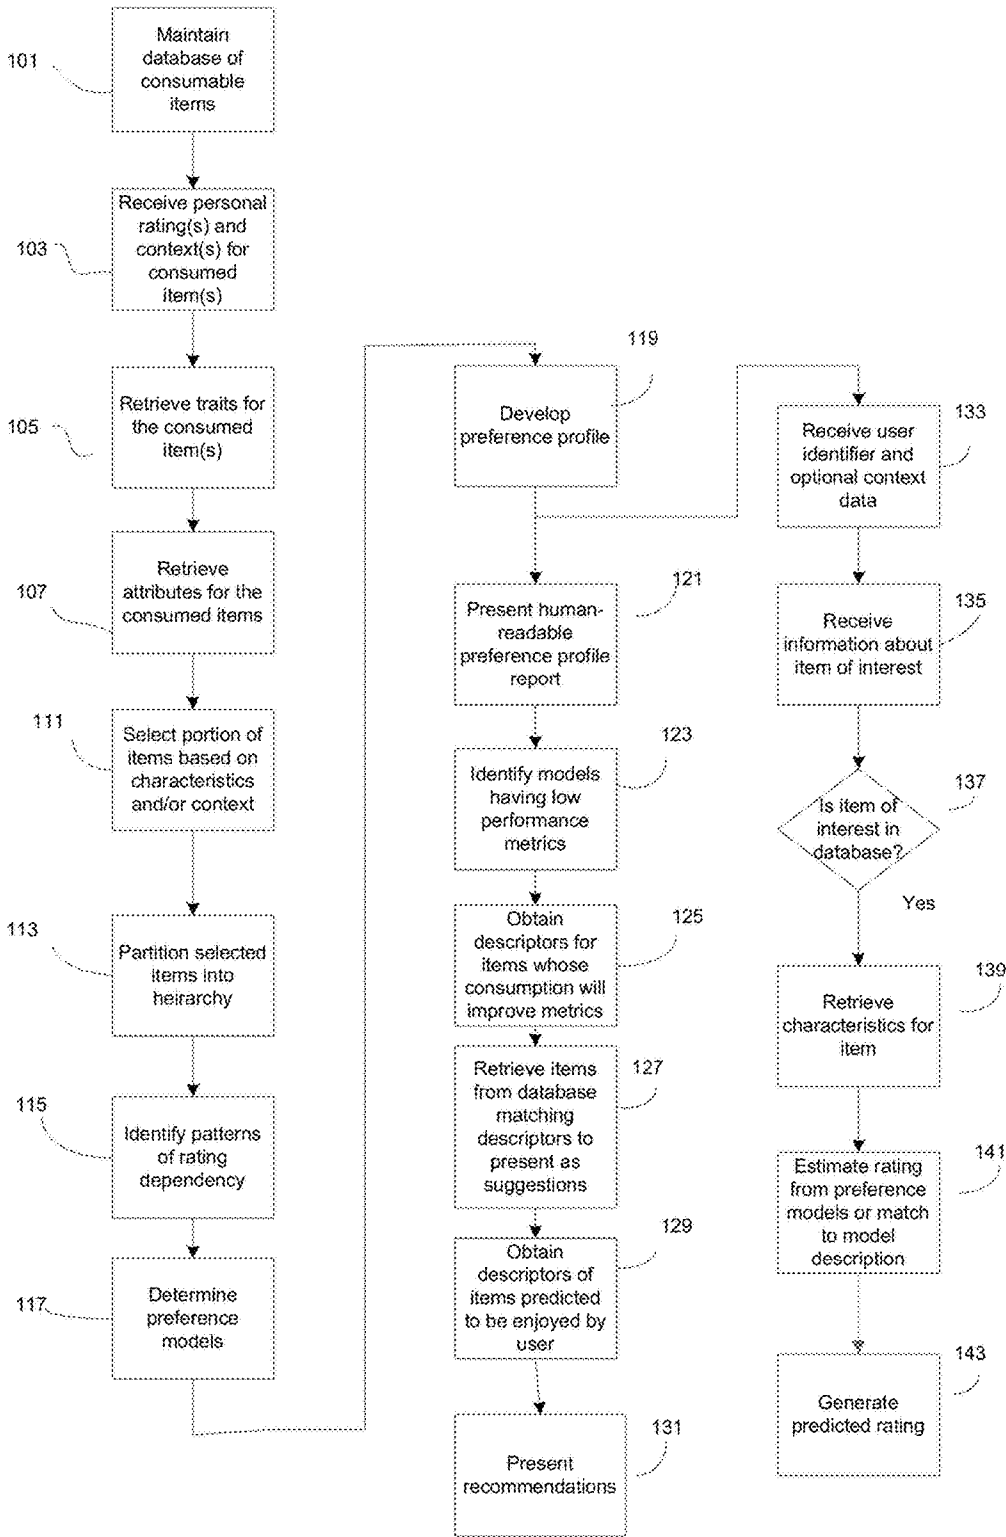 101
Maintain
database of
consumable
items
103
Receive personal
rating(s) and
context(s) for
consumed
item(s)
105
Retrieve traits for
the consumed
item(s)
107
Retrieve
attributes for the
consumed items
111
Select portion of
items based on
characteristics
and/or context
113
Partition selected
items into
heirarchy
115
Identify patterns
of rating
dependency
117
Determine
preference
models
119
Develop
preference profile
121
Present human-
readable
preference profile
report
123
Identify models
having low
performance
metrics
125
Obtain
descriptors for
items whose
consumption will
improve metrics
127
Retrieve items
from database
matching
descriptors to
present as
suggestions
129
Obtain
descriptors of
items predicted
to be enjoyed by
user
131
Present
recommendations
133
Receive user
identifier and
optional context
data
135
Receive
information about
item of interest
137
Is item of
interest in
database?
Yes
139
Retrieve
characteristics for
item
141
Estimate rating
from preference
models or match
to model
description
143
Generate
predicted rating